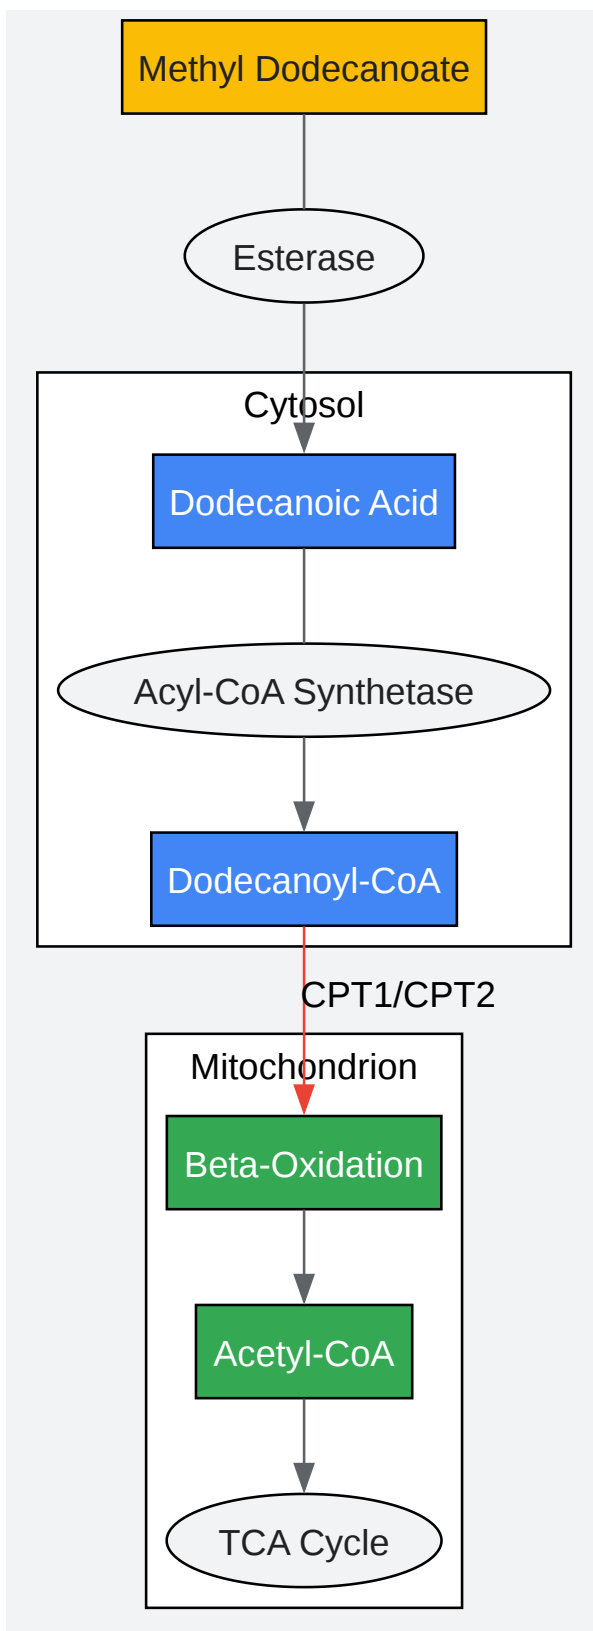 Methyl Dodecanoate
Esterase
Cytosol
Dodecanoic Acid
Acyl-CoA Synthetase
Dodecanoyl-CoA
CPT1/CPT2
Mitochondrion
Beta-Oxidation
Acetyl-CoA
TCA Cycle